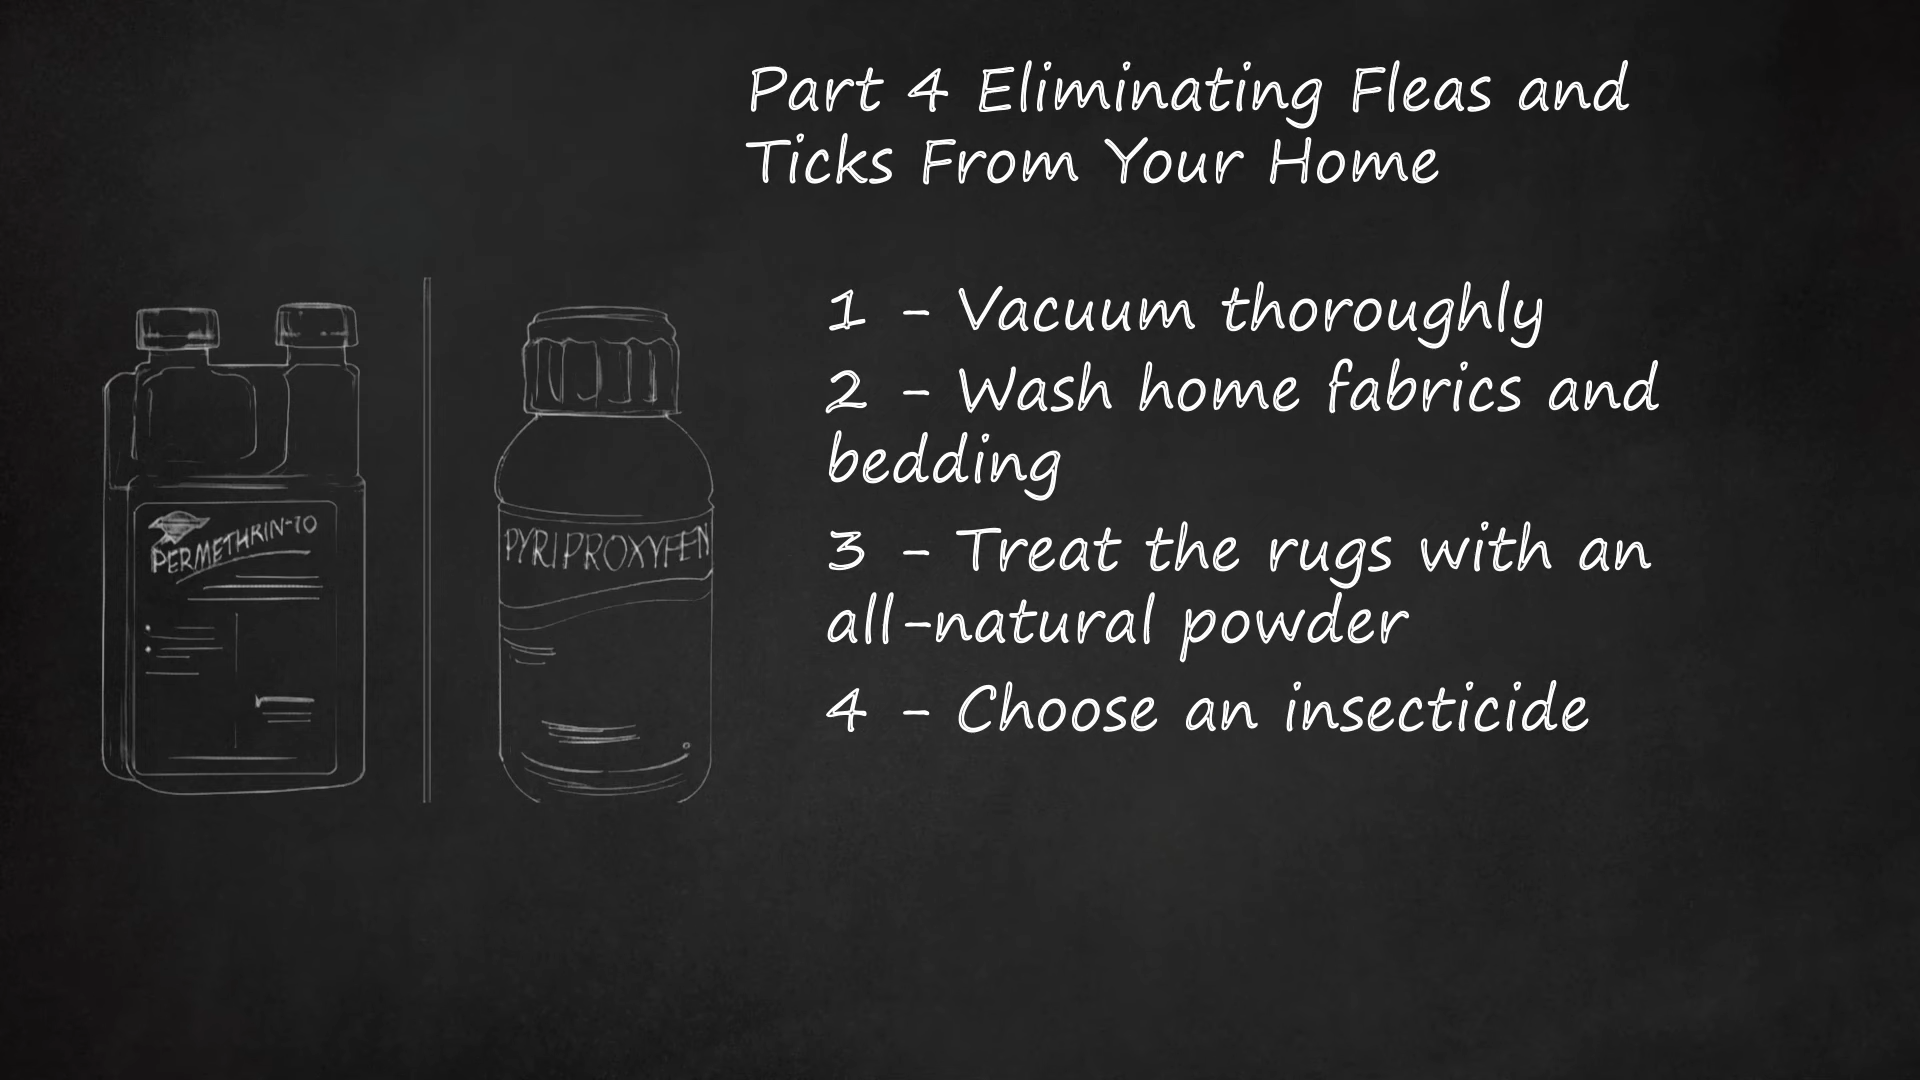 Part 4 Eliminating Fleas and
Ticks From Your Home
1 - Vacuum thoroughly
2 - Wash home fabrics and
bedding
3 - Treat the rugs with an
all-natural powder
4 - Choose an insecticide
PERMETHRIN-10
PYRIPROXYFEN